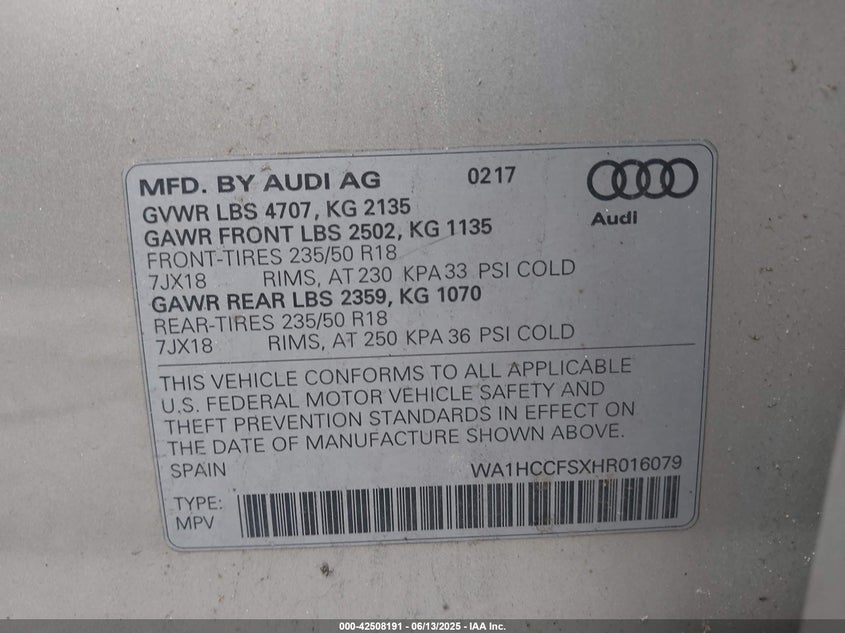 MFD. BY AUDI AG 0217
Audi
GVWR LBS 4707, KG 2135
GAWR FRONT LBS 2502, KG 1135
FRONT-TIRES 235/50 R18
7JX18 RIMS, AT 230 KPA 33 PSI COLD
GAWR REAR LBS 2359, KG 1070
REAR-TIRES 235/50 R18
7JX18 RIMS, AT 250 KPA 36 PSI COLD
THIS VEHICLE CONFORMS TO ALL APPLICABLE
U.S. FEDERAL MOTOR VEHICLE SAFETY AND
THEFT PREVENTION STANDARDS IN EFFECT ON
THE DATE OF MANUFACTURE SHOWN ABOVE.
SPAIN WA1HCCFSXHR016079
TYPE:
MPV
000-42508191 - 06/13/2025 - IAA Inc.